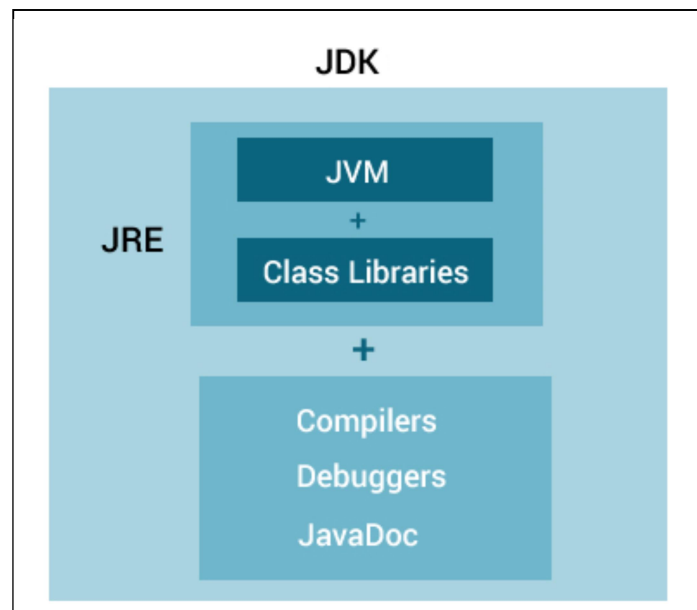 JDK
JVM
+
JRE
Class Libraries
+
Compilers
Debuggers
JavaDoc